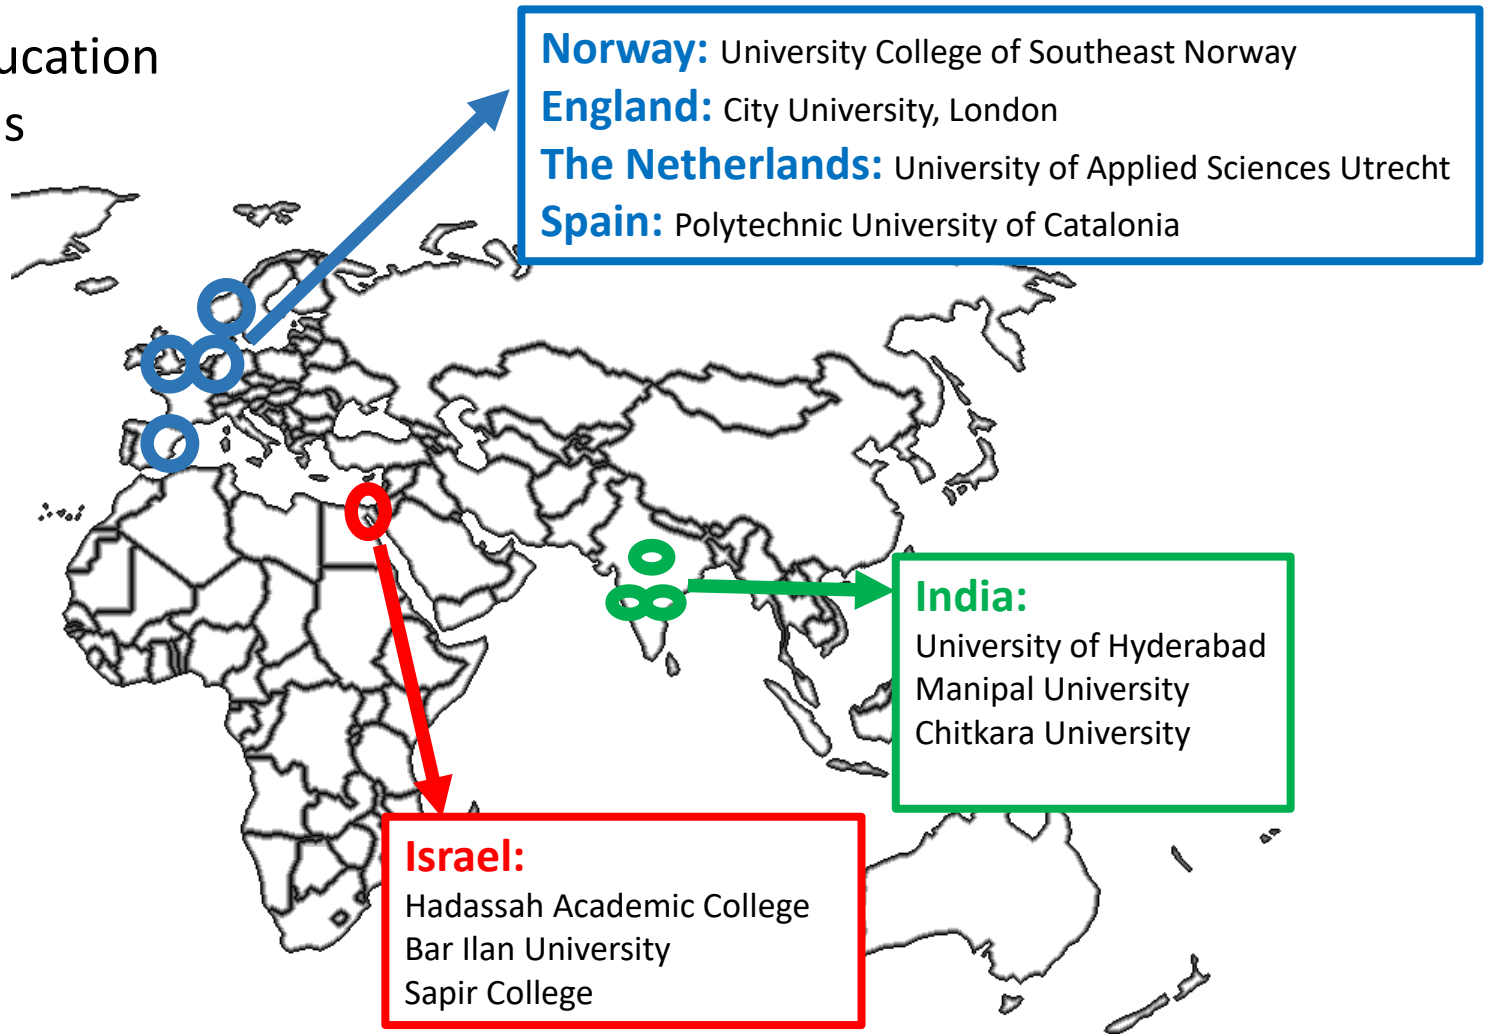 ucation
s
Norway: University College of Southeast Norway
England: City University, London
The Netherlands: University of Applied Sciences Utrecht
Spain: Polytechnic University of Catalonia
India:
University of Hyderabad
Manipal University
Chitkara University
Israel:
Hadassah Academic College
Bar Ilan University
Sapir College